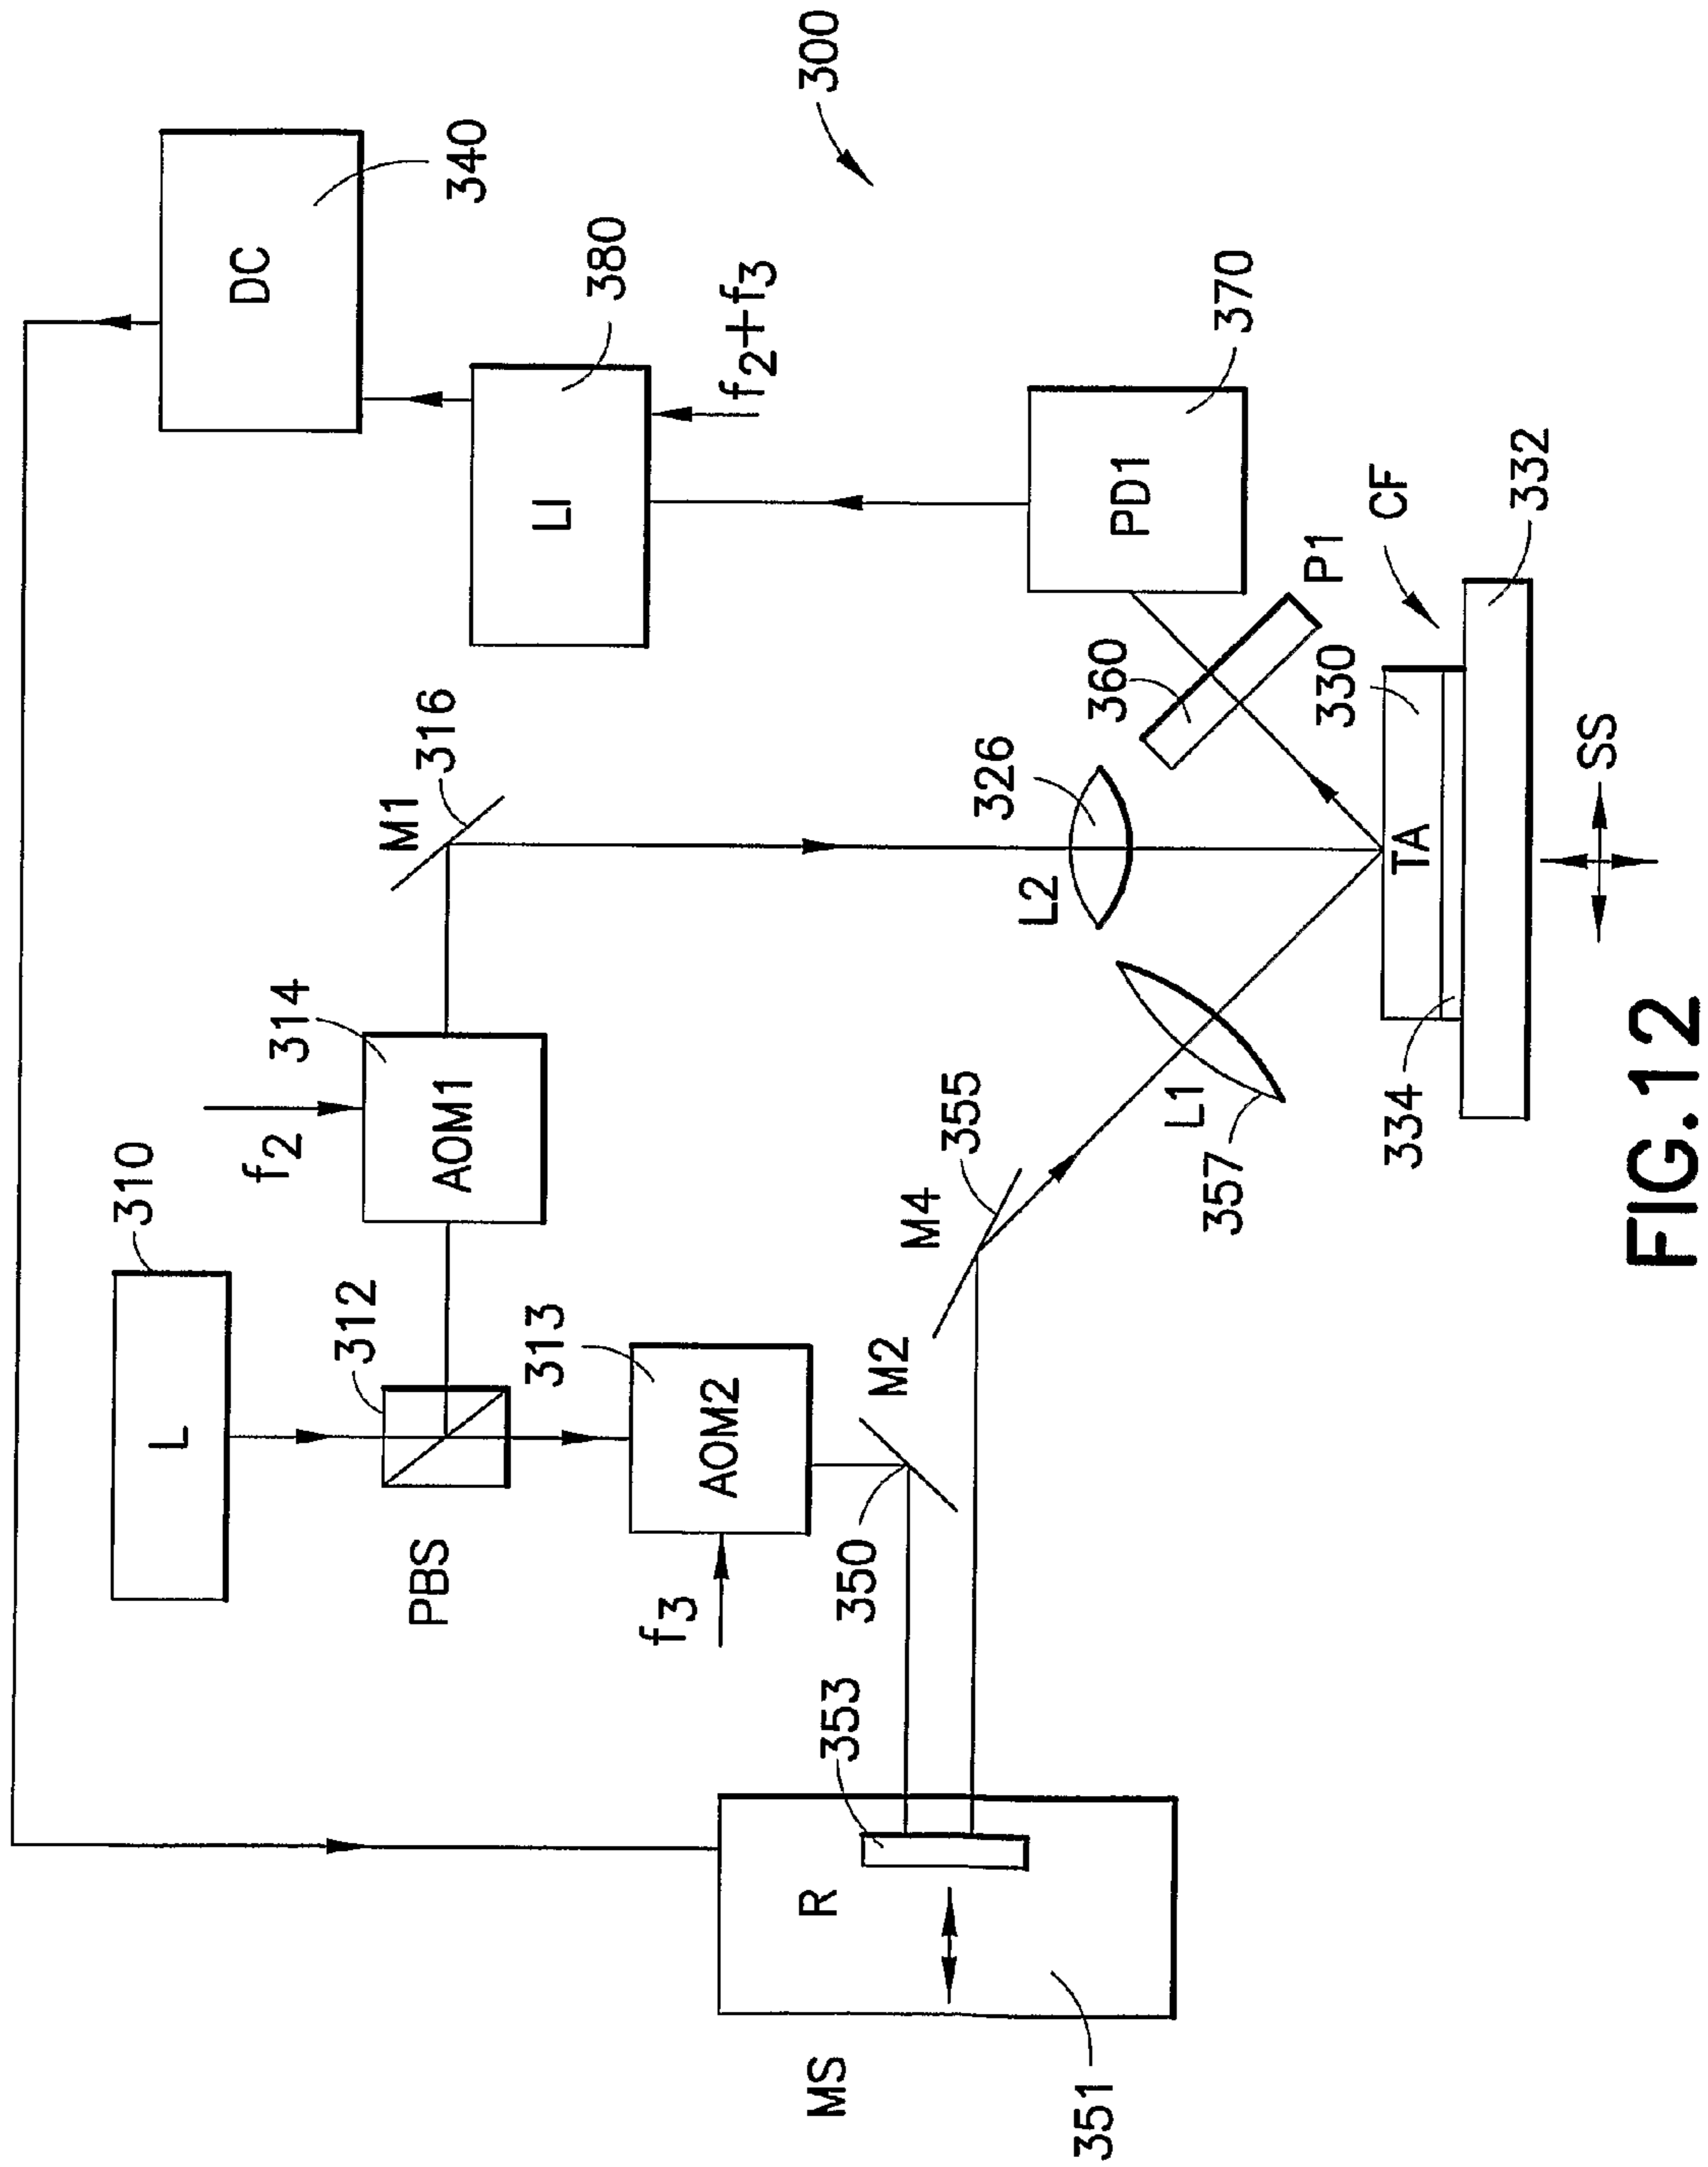 300
DC
340
LI
380
f2+f3
PD1
370
M1
316
L2
326
360
P1
CF
TA
330
332
334
SS
310
L
f2
314
AOM1
312
PBS
313
AOM2
f3
M2
350
M4
355
L1
357
353
R
MS
351
FIG.12